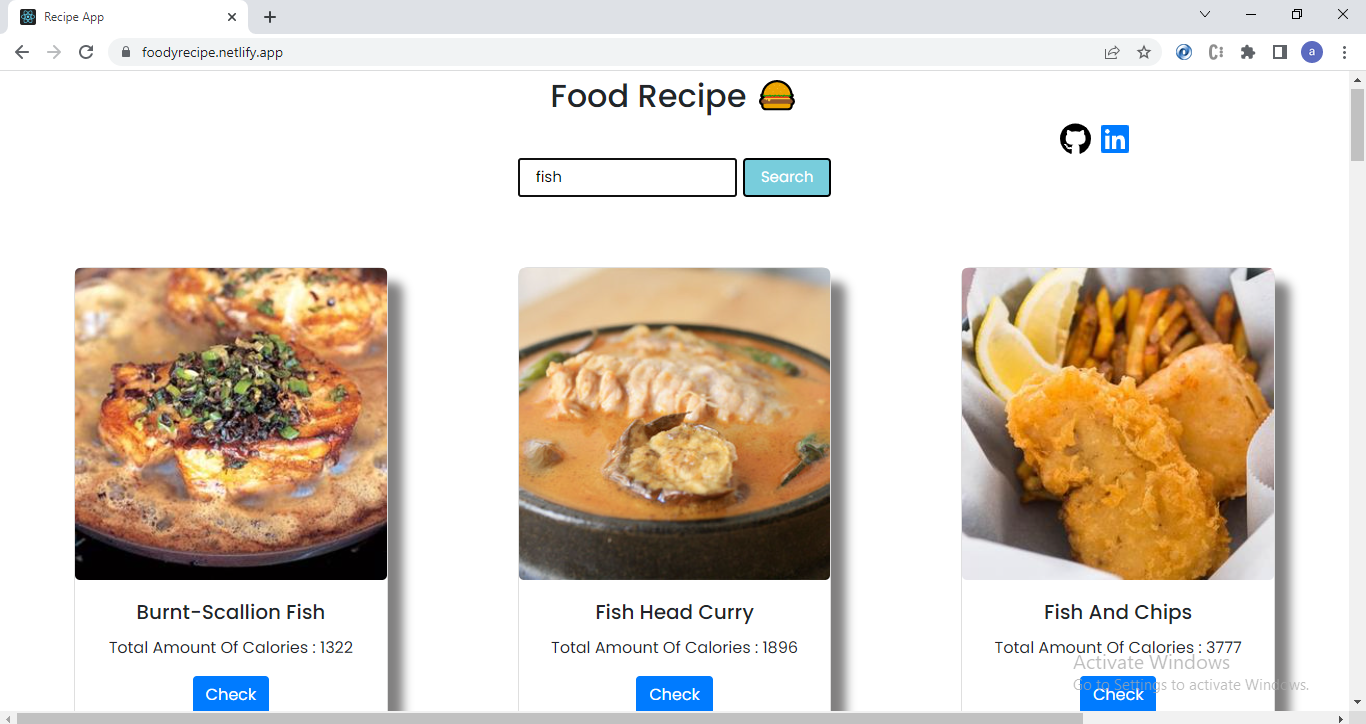 Recipe App
foodyrecipe.netlify.app
a
Food Recipe
in
fish
Search
Burnt-Scallion Fish
Total Amount Of Calories : 1322
Check
Fish Head Curry
Total Amount Of Calories : 1896
Check
Fish And Chips
Total Amount Of Calories : 3777
Check
Activate Windows
Go to Settings to activate Windows.